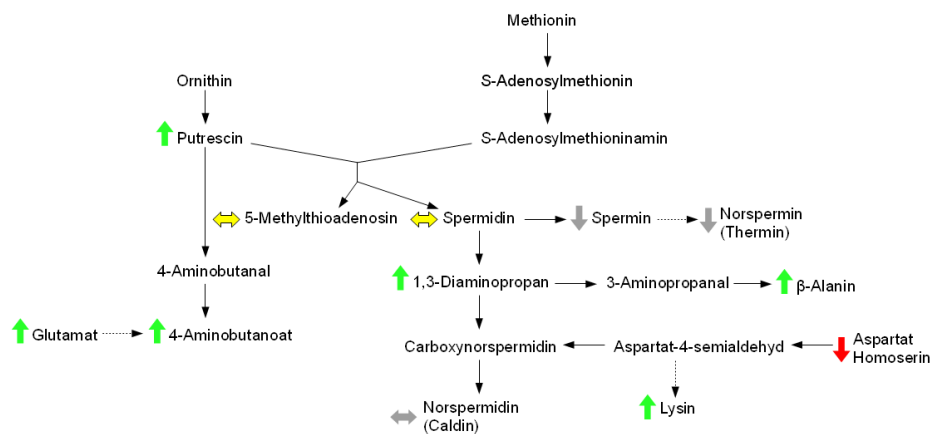 Methionin
Ornithin
S-Adenosylmethionin
Putrescin
S-Adenosylmethioninamin
5-Methylthioadenosin
Spermidin
Spermin
Norspermin
(Thermin)
4-Aminobutanal
1,3-Diaminopropan
3-Aminopropanal
β-Alanin
Glutamat
4-Aminobutanoat
Carboxynorspermidin
Aspartat-4-semialdehyd
Aspartat
Homoserin
Norspermidin
(Caldin)
Lysin